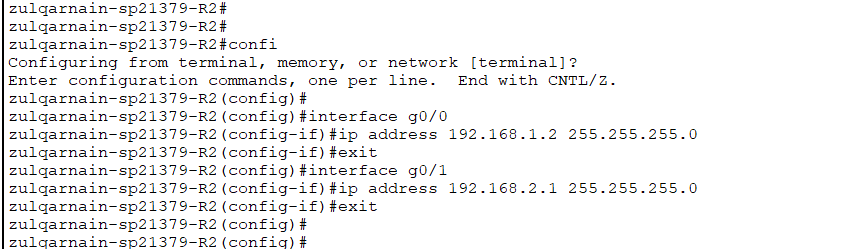 zulqarnain-sp21379-R2#
zulqarnain-sp21379-R2#
zulqarnain-sp21379-R2#confi
Configuring from terminal, memory, or network [terminal]?
Enter configuration commands, one per line.  End with CNTL/Z.
zulqarnain-sp21379-R2(config)#
zulqarnain-sp21379-R2(config)#interface g0/0
zulqarnain-sp21379-R2(config-if)#ip address 192.168.1.2 255.255.255.0
zulqarnain-sp21379-R2(config-if)#exit
zulqarnain-sp21379-R2(config)#interface g0/1
zulqarnain-sp21379-R2(config-if)#ip address 192.168.2.1 255.255.255.0
zulqarnain-sp21379-R2(config-if)#exit
zulqarnain-sp21379-R2(config)#
zulqarnain-sp21379-R2(config)#